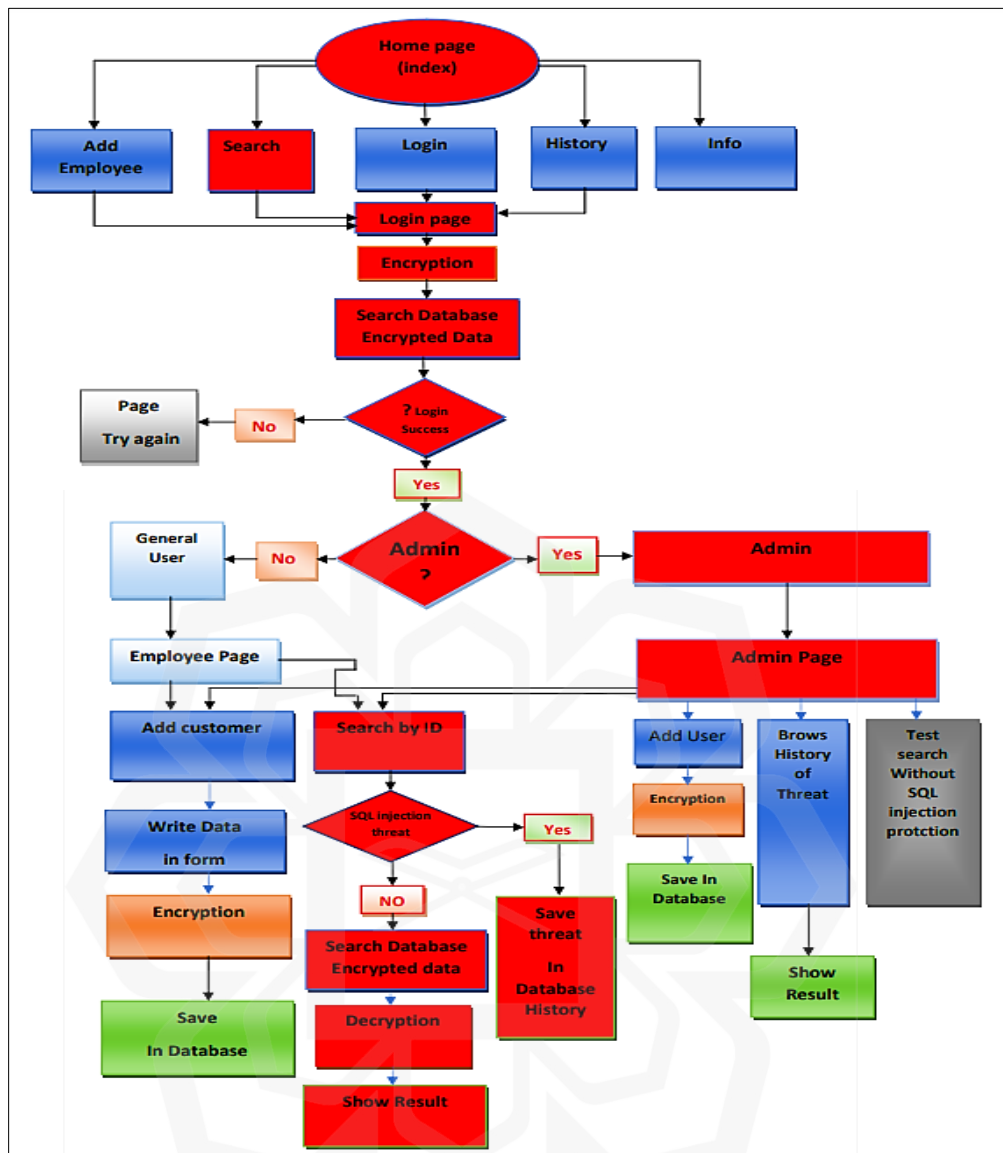 Home page
(index)
Add
Employee
Search
Login
History
Info
Login page
Encryption
Search Database
Encrypted Data
? Login
Success
No
Page
Try again
Yes
Admin
?
No
General
User
Yes
Admin
Employee Page
Admin Page
Add customer
Search by ID
Add User
Brows
History
of
Threat
Test
search
Without
SQL
injection
protction
Write Data
in form
SQL injection
threat
Yes
Encryption
NO
Save In
Database
Encryption
Save
threat
In
Database
History
Search Database
Encrypted data
Show
Result
Save
In Database
Decryption
Show Result